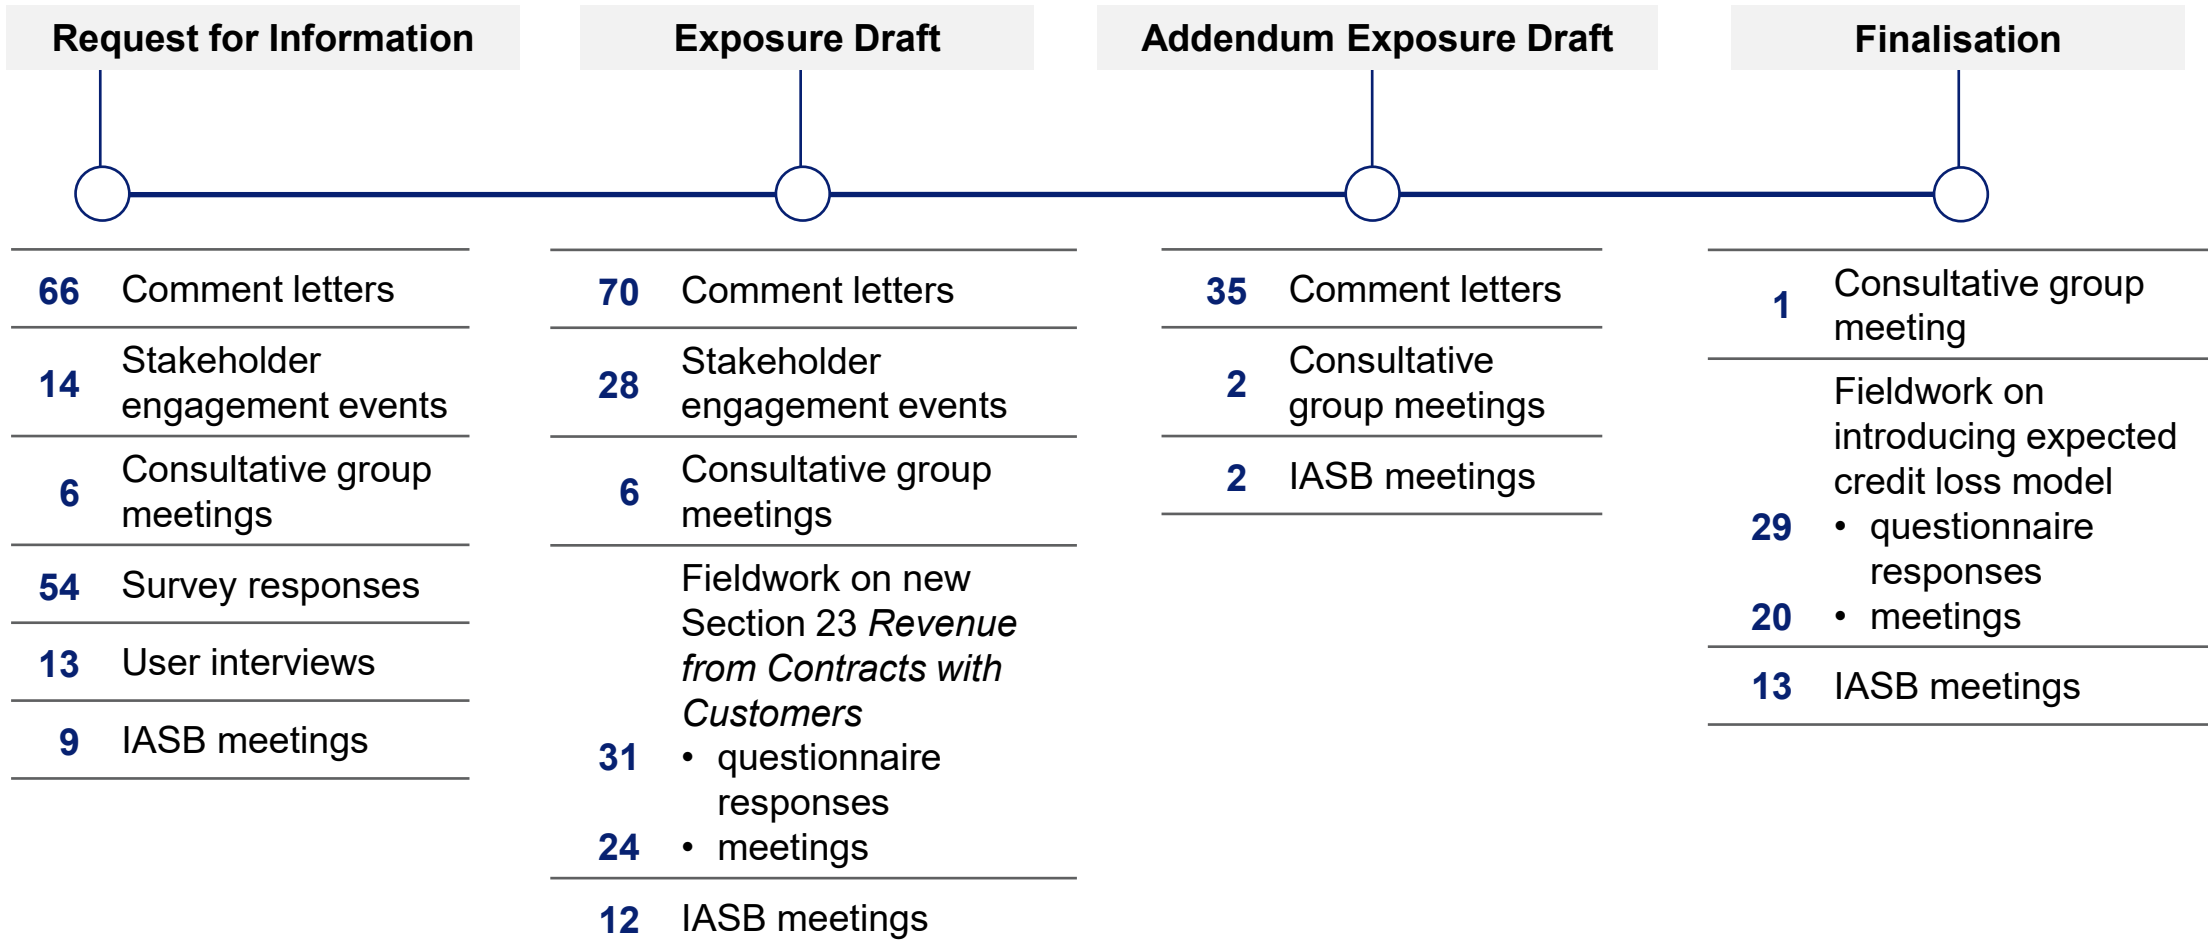 Request for Information
66 Comment letters
14 Stakeholder
engagement events
6 Consultative group
meetings
54 Survey responses
13 User interviews
9 IASB meetings
Exposure Draft
70 Comment letters
28 Stakeholder
engagement events
6 Consultative group
meetings
Fieldwork on new
Section 23 Revenue
from Contracts with
Customers
31 • questionnaire
responses
24 • meetings
12 IASB meetings
Addendum Exposure Draft
35 Comment letters
2 Consultative
group meetings
2 IASB meetings
Finalisation
1 Consultative group
meeting
Fieldwork on
introducing expected
credit loss model
29 • questionnaire
responses
20 • meetings
13 IASB meetings